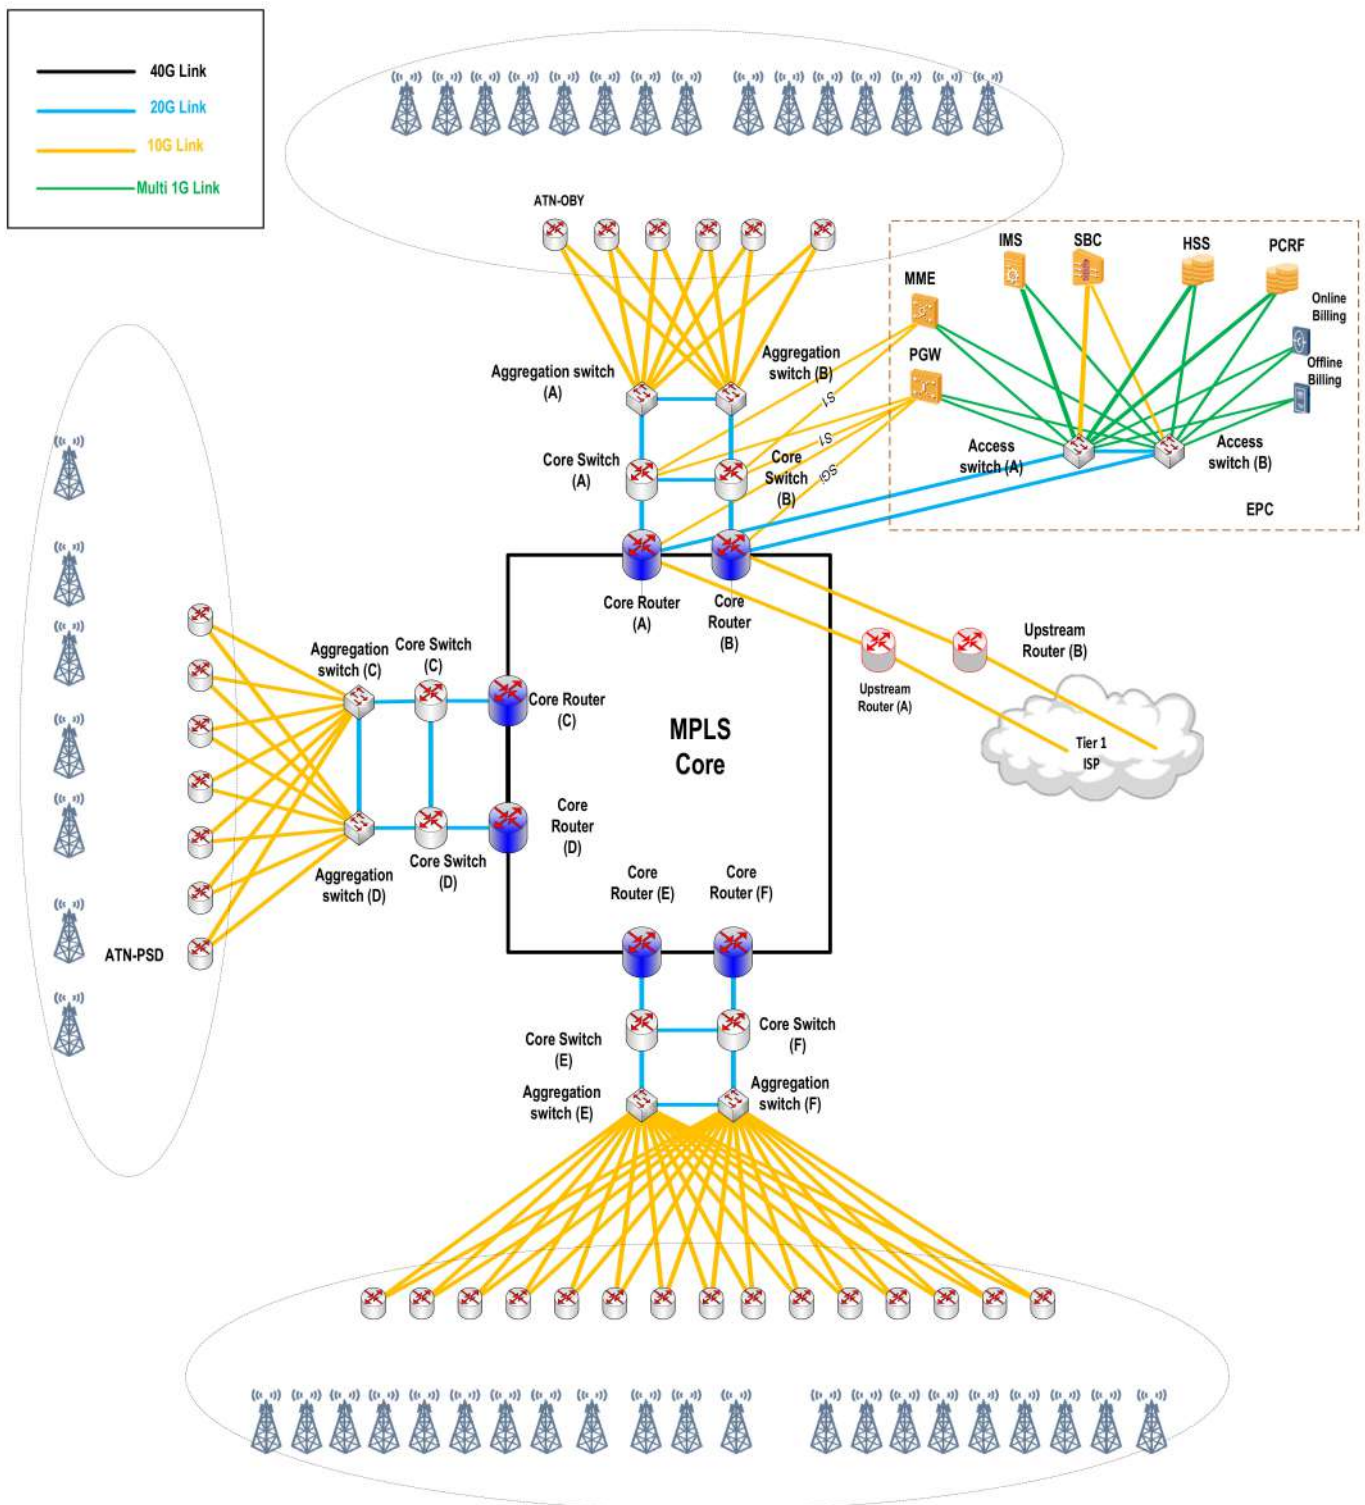 40G Link
20G Link
10G Link
Multi 1G Link
ATN-OBY
IMS
SBC
HSS
PCRF
MME
Online
Billing
PGW
Offline
Billing
Aggregation switch
(A)
Aggregation
switch (B)
S1
S1
SGi
Core Switch
(A)
Core
Switch
(B)
Access
switch (A)
Access
switch (B)
EPC
Core Router
(A)
Core
Router
(B)
Upstream
Router (B)
Upstream
Router (A)
Tier 1
ISP
Aggregation
switch (C)
Core Switch
(C)
Core Router
(C)
MPLS
Core
Core
Router
(D)
Aggregation
switch (D)
Core Switch
(D)
ATN-PSD
Core
Router (E)
Core
Router (F)
Core Switch
(E)
Core Switch
(F)
Aggregation
switch (E)
Aggregation
switch (F)